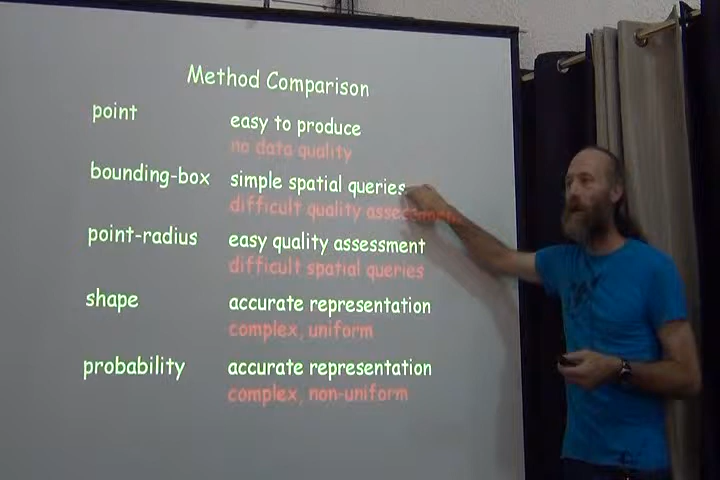 Method Comparison
point
easy to produce
no data quality
bounding-box
simple spatial queries
difficult quality assessment
point-radius
easy quality assessment
difficult spatial queries
shape
accurate representation
complex, uniform
probability
accurate representation
complex, non-uniform